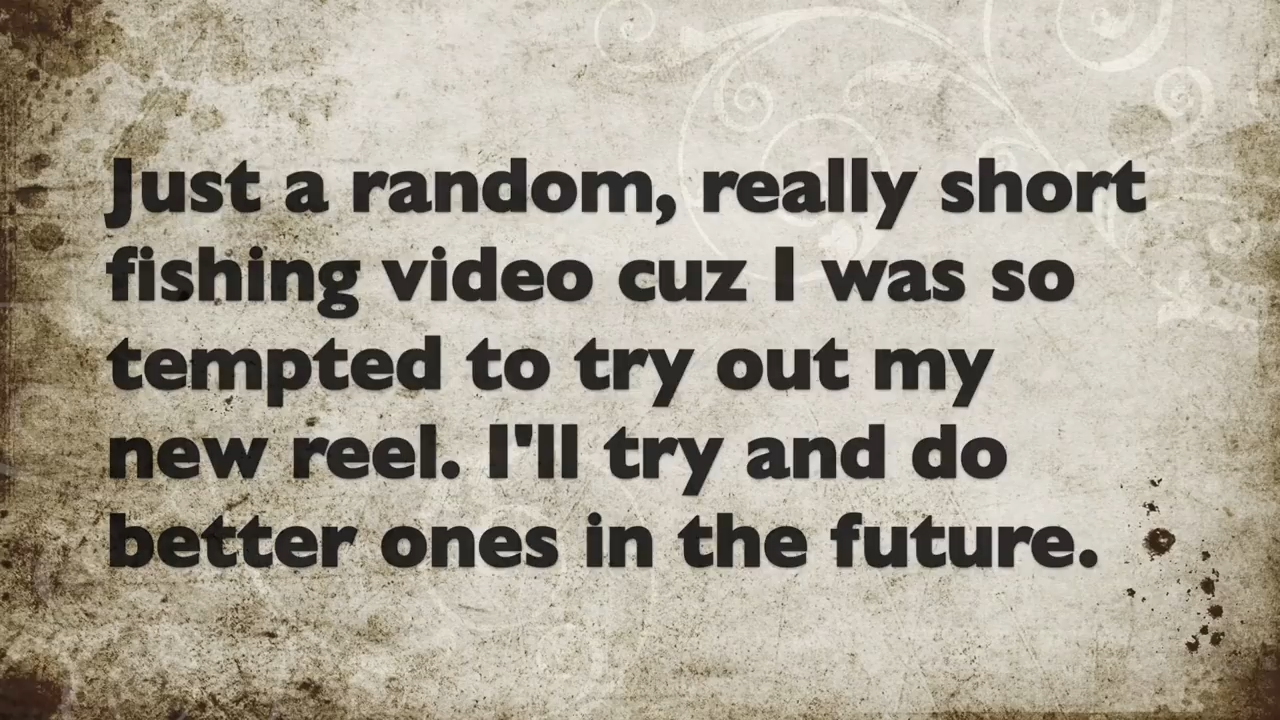 Just a random, really short
fishing video cuz I was so
tempted to try out my
new reel. I'll try and do
better ones in the future.